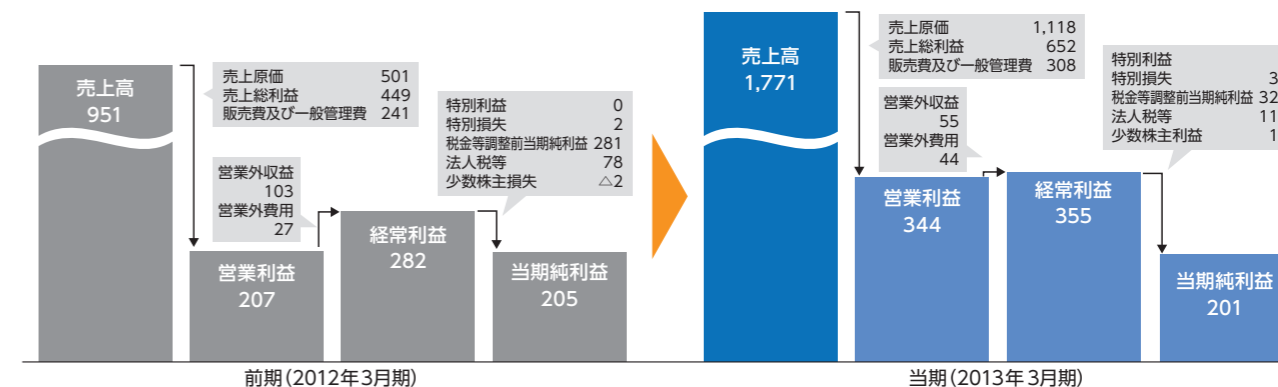 売上高
951
売上原価 501
売上総利益 449
販売費及び一般管理費 241
営業外収益
103
営業外費用
27
営業利益
207
経常利益
282
特別利益 0
特別損失 2
税金等調整前当期純利益 281
法人税等 78
少数株主損失 △2
当期純利益
205
前期(2012年3月期)
売上高
1,771
売上原価 1,118
売上総利益 652
販売費及び一般管理費 308
営業外収益
55
営業外費用
44
営業利益
344
経常利益
355
特別利益
特別損失
税金等調整前当期純利益
法人税等
少数株主利益
当期純利益
201
当期(2013年3月期)